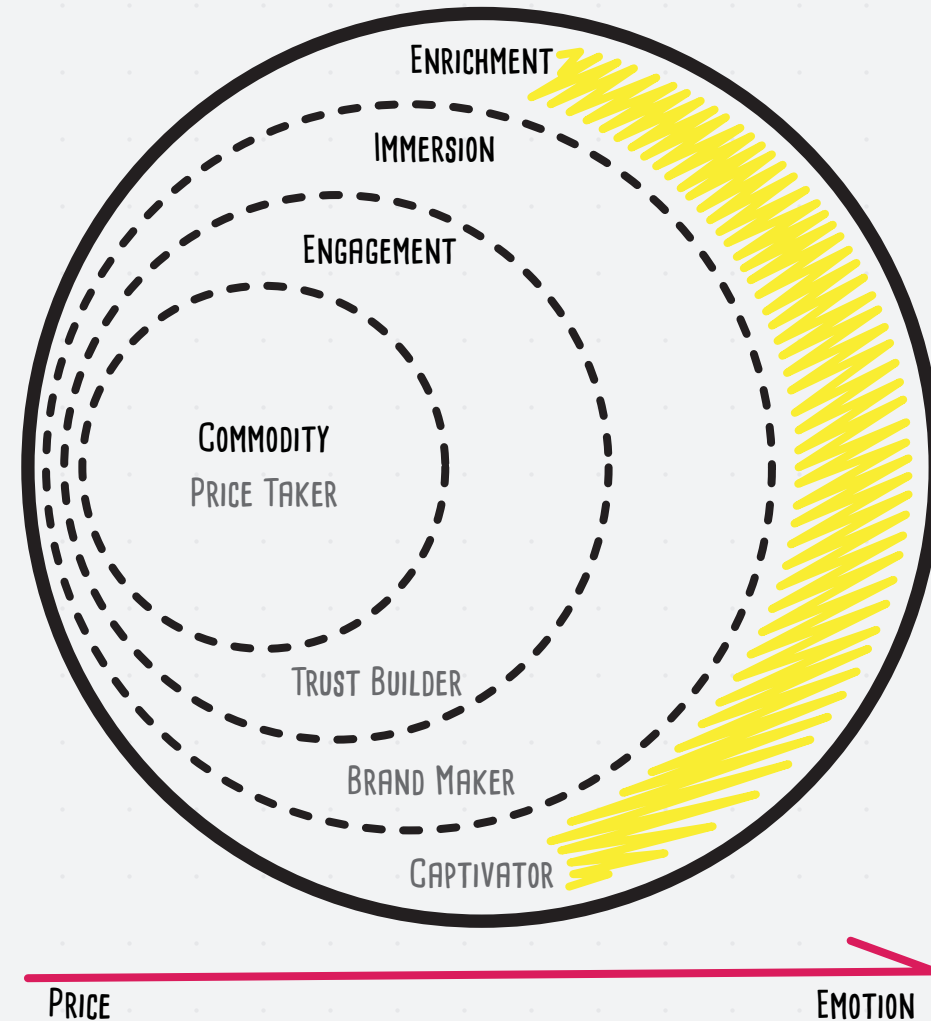 Enrichment
Immersion
Engagement
Commodity
Price Taker
Trust Builder
Brand Maker
Captivator
Price
Emotion